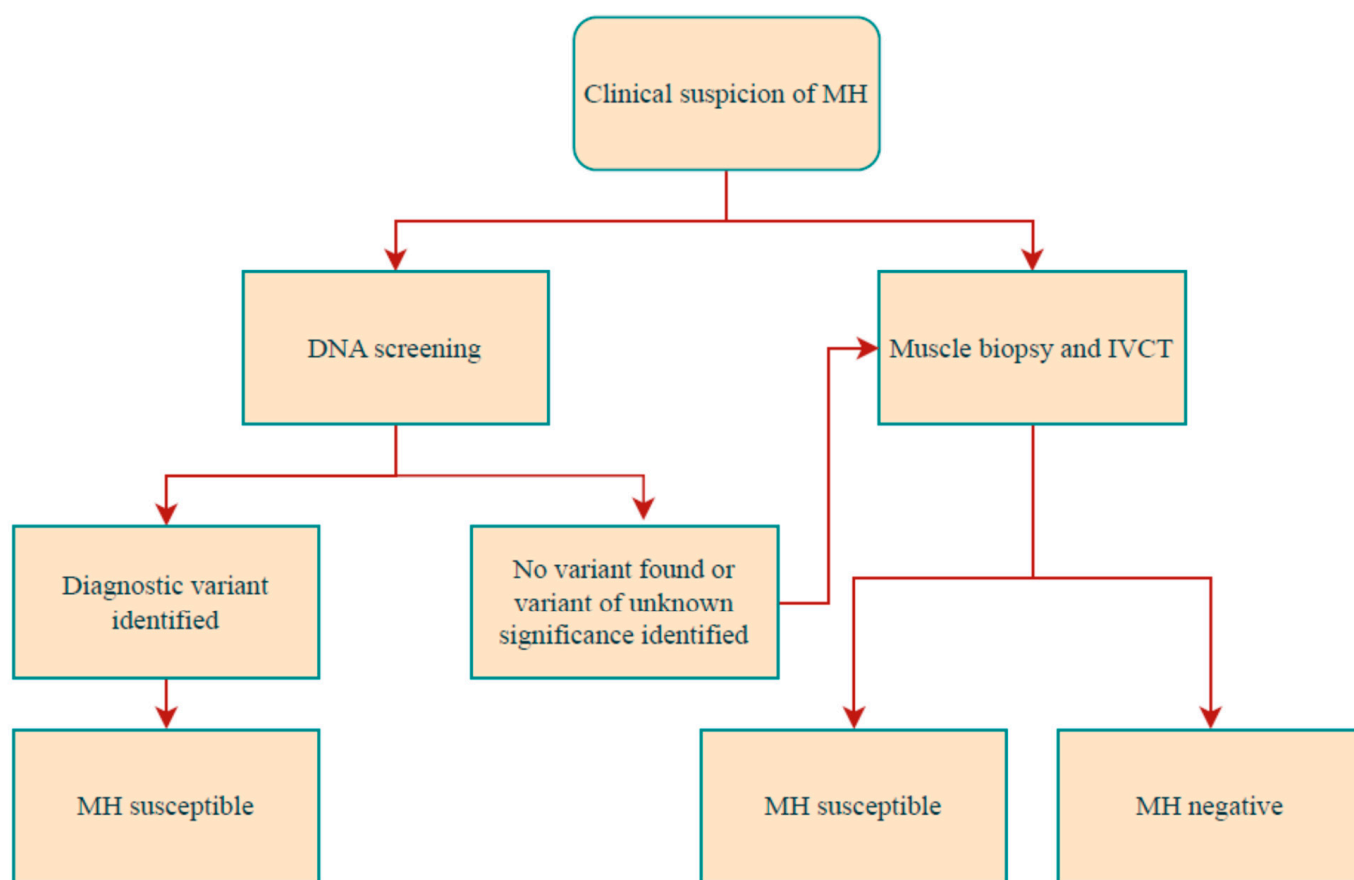 Clinical suspicion of MH
DNA screening
Muscle biopsy and IVCT
Diagnostic variant
identified
No variant found or
variant of unknown
significance identified
MH susceptible
MH susceptible
MH negative